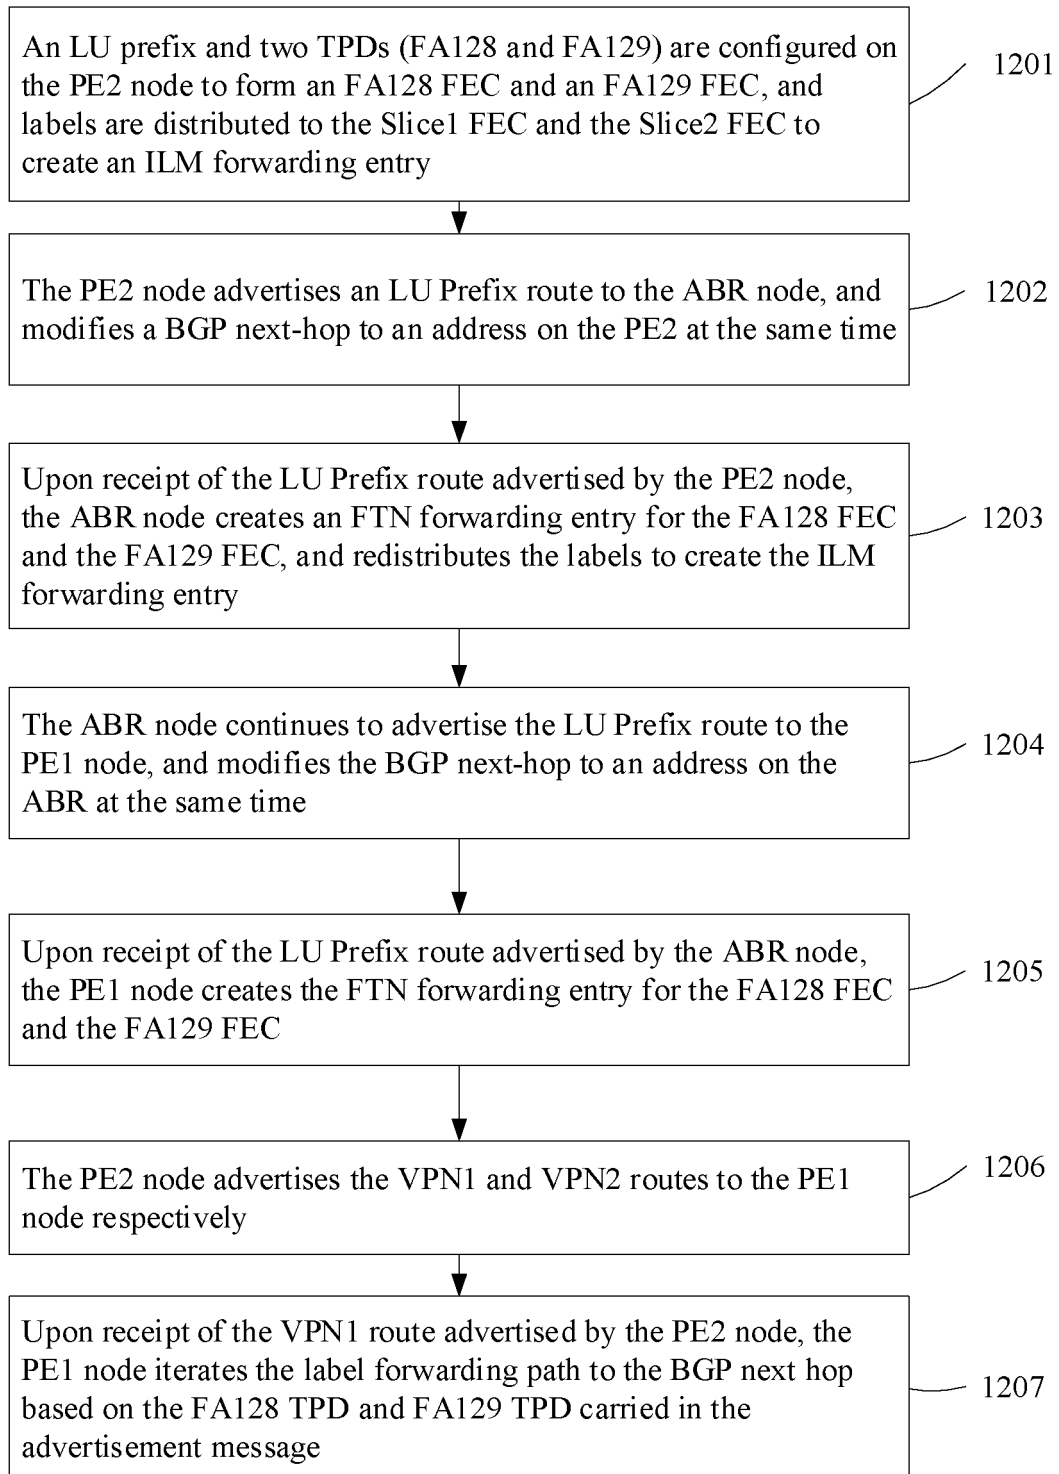 An LU prefix and two TPDs (FA128 and FA129) are configured on
the PE2 node to form an FA128 FEC and an FA129 FEC, and
labels are distributed to the Slice1 FEC and the Slice2 FEC to
create an ILM forwarding entry
1201
The PE2 node advertises an LU Prefix route to the ABR node, and
modifies a BGP next-hop to an address on the PE2 at the same time
1202
Upon receipt of the LU Prefix route advertised by the PE2 node,
the ABR node creates an FTN forwarding entry for the FA128 FEC
and the FA129 FEC, and redistributes the labels to create the ILM
forwarding entry
1203
The ABR node continues to advertise the LU Prefix route to the
PE1 node, and modifies the BGP next-hop to an address on the
ABR at the same time
1204
Upon receipt of the LU Prefix route advertised by the ABR node,
the PE1 node creates the FTN forwarding entry for the FA128 FEC
and the FA129 FEC
1205
The PE2 node advertises the VPN1 and VPN2 routes to the PE1
node respectively
1206
Upon receipt of the VPN1 route advertised by the PE2 node, the
PE1 node iterates the label forwarding path to the BGP next hop
based on the FA128 TPD and FA129 TPD carried in the
advertisement message
1207